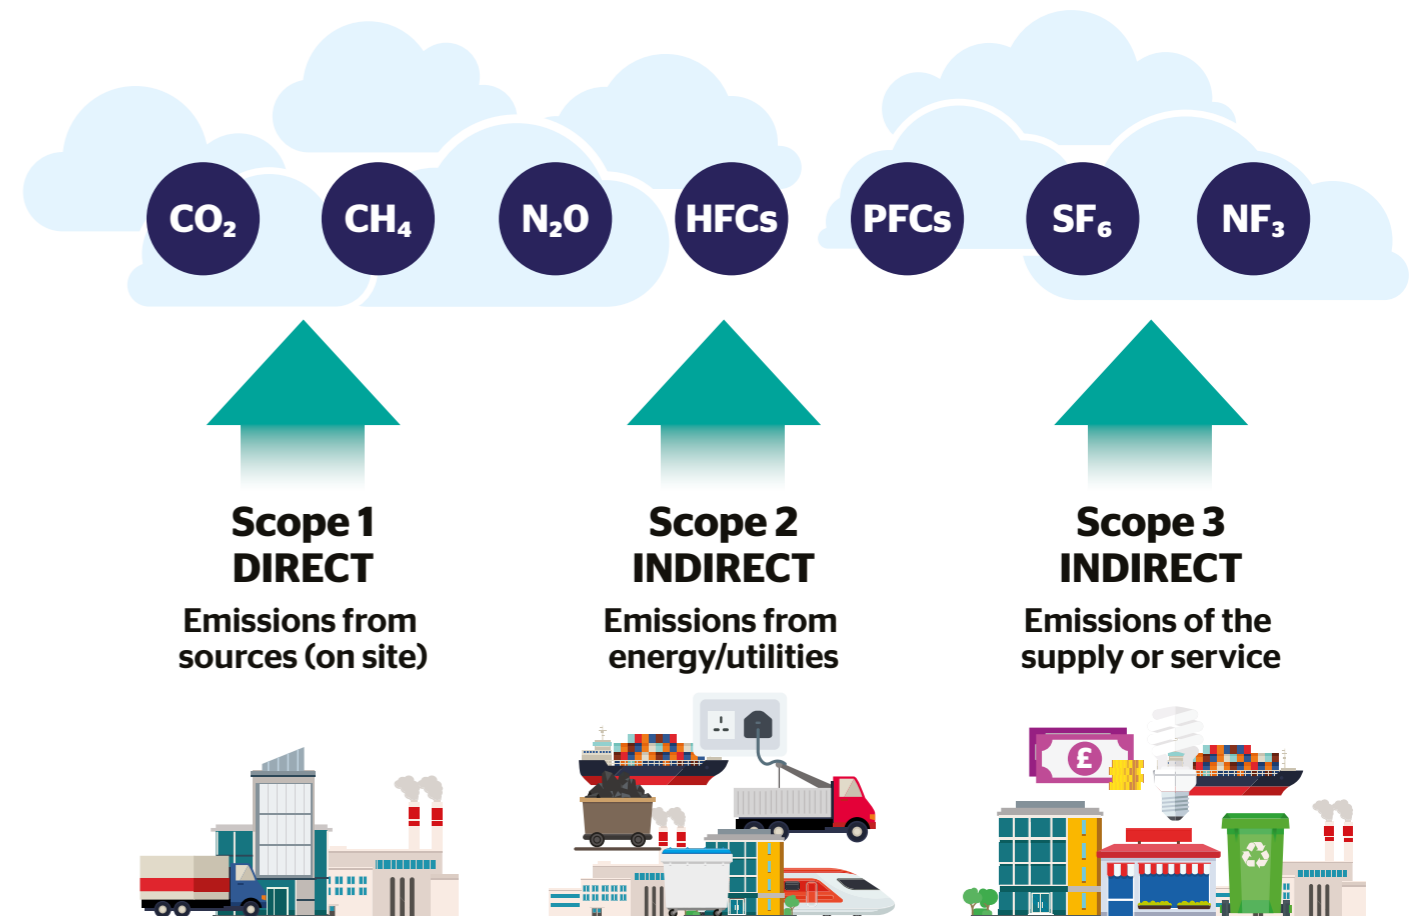 CO₂ CH₄ N₂0 HFCs PFCs SF₆ NF₃
Scope 1
DIRECT
Emissions from
sources (on site)
Scope 2
INDIRECT
Emissions from
energy/utilities
Scope 3
INDIRECT
Emissions of the
supply or service
£